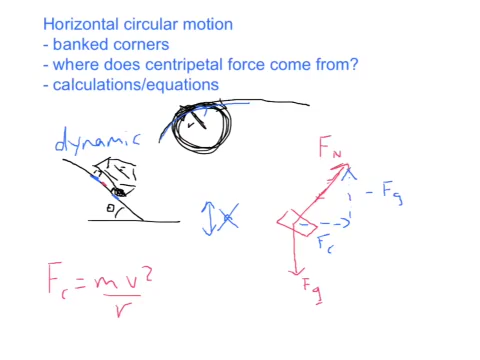 Horizontal circular motion
- banked corners
- where does centripetal force come from?
- calculations/equations
r
dynamic
F_N
- F_g
θ
F_c
F_g
F_c = m v² / r